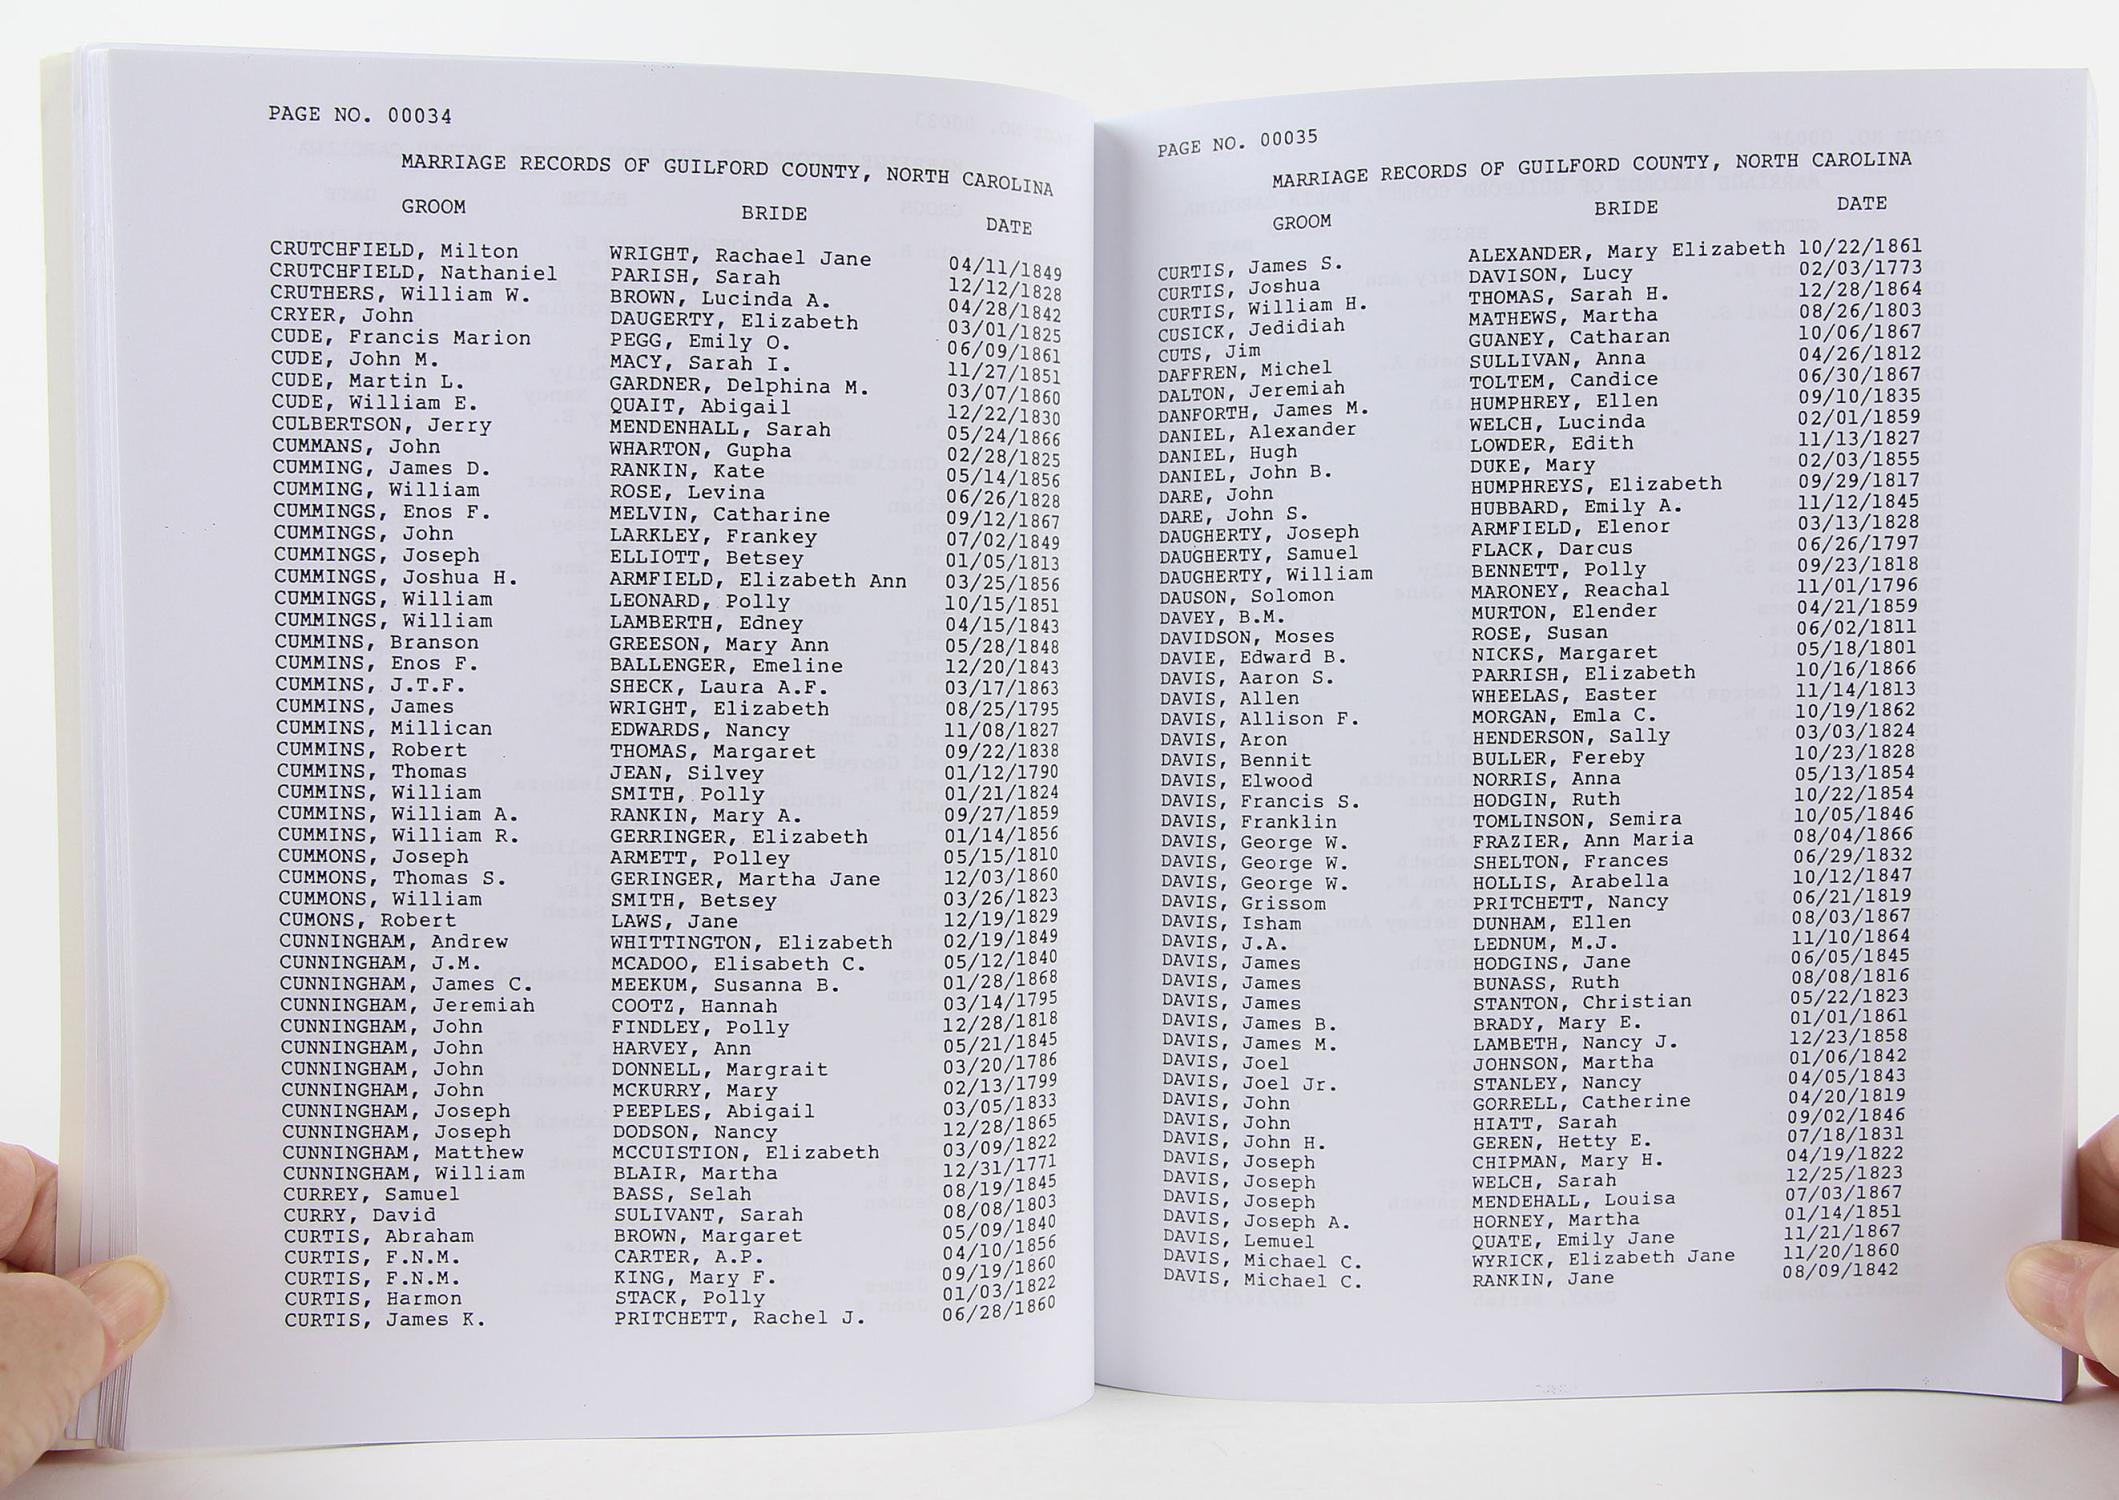 PAGE NO. 00034
MARRIAGE RECORDS OF GUILFORD COUNTY, NORTH CAROLINA
GROOM BRIDE DATE
CRUTCHFIELD, Milton WRIGHT, Rachael Jane 04/11/1849
CRUTCHFIELD, Nathaniel PARISH, Sarah 12/12/1828
CRUTHERS, William W. BROWN, Lucinda A. 04/28/1842
CRYER, John DAUGERTY, Elizabeth 03/01/1825
CUDE, Francis Marion PEGG, Emily O. 06/09/1861
CUDE, John M. MACY, Sarah I. 11/27/1851
CUDE, Martin L. GARDNER, Delphina M. 03/07/1860
CUDE, William E. QUAIT, Abigail 12/22/1830
CULBERTSON, Jerry MENDENHALL, Sarah 05/24/1866
CUMMANS, John WHARTON, Gupha 02/28/1825
CUMMING, James D. RANKIN, Kate 05/14/1856
CUMMING, William ROSE, Levina 06/26/1828
CUMMINGS, Enos F. MELVIN, Catharine 09/12/1867
CUMMINGS, John LARKLEY, Frankey 07/02/1849
CUMMINGS, Joseph ELLIOTT, Betsey 01/05/1813
CUMMINGS, Joshua H. ARMFIELD, Elizabeth Ann 03/25/1856
CUMMINGS, William LEONARD, Polly 10/15/1851
CUMMINGS, William LAMBERTH, Edney 04/15/1843
CUMMINS, Branson GREESON, Mary Ann 05/28/1848
CUMMINS, Enos F. BALLENGER, Emeline 12/20/1843
CUMMINS, J.T.F. SHECK, Laura A.F. 03/17/1863
CUMMINS, James WRIGHT, Elizabeth 08/25/1795
CUMMINS, Millican EDWARDS, Nancy 11/08/1827
CUMMINS, Robert THOMAS, Margaret 09/22/1838
CUMMINS, Thomas JEAN, Silvey 01/12/1790
CUMMINS, William SMITH, Polly 01/21/1824
CUMMINS, William A. RANKIN, Mary A. 09/27/1859
CUMMINS, William R. GERRINGER, Elizabeth 01/14/1856
CUMMONS, Joseph ARMETT, Polley 05/15/1810
CUMMONS, Thomas S. GERINGER, Martha Jane 12/03/1860
CUMMONS, William SMITH, Betsey 03/26/1823
CUMONS, Robert LAWS, Jane 12/19/1829
CUNNINGHAM, Andrew WHITTINGTON, Elizabeth 02/19/1849
CUNNINGHAM, J.M. MCADOO, Elisabeth C. 05/12/1840
CUNNINGHAM, James C. MEEKUM, Susanna B. 01/28/1868
CUNNINGHAM, Jeremiah COOTZ, Hannah 03/14/1795
CUNNINGHAM, John FINDLEY, Polly 12/28/1818
CUNNINGHAM, John HARVEY, Ann 05/21/1845
CUNNINGHAM, John DONNELL, Margrait 03/20/1786
CUNNINGHAM, John MCKURRY, Mary 02/13/1799
CUNNINGHAM, Joseph PEEPLES, Abigail 03/05/1833
CUNNINGHAM, Joseph DODSON, Nancy 12/28/1865
CUNNINGHAM, Matthew MCCUISTION, Elizabeth 03/09/1822
CUNNINGHAM, William BLAIR, Martha 12/31/1771
CURREY, Samuel BASS, Selah 08/19/1845
CURRY, David SULIVANT, Sarah 08/08/1803
CURTIS, Abraham BROWN, Margaret 05/09/1840
CURTIS, F.N.M. CARTER, A.P. 04/10/1856
CURTIS, F.N.M. KING, Mary F. 09/19/1860
CURTIS, Harmon STACK, Polly 01/03/1822
CURTIS, James K. PRITCHETT, Rachel J. 06/28/1860
PAGE NO. 00035
MARRIAGE RECORDS OF GUILFORD COUNTY, NORTH CAROLINA
GROOM BRIDE DATE
CURTIS, James S. ALEXANDER, Mary Elizabeth 10/22/1861
CURTIS, Joshua DAVISON, Lucy 02/03/1773
CURTIS, William H. THOMAS, Sarah H. 12/28/1864
CUSICK, Jedidiah MATHEWS, Martha 08/26/1803
CUTS, Jim GUANEY, Catharan 10/06/1867
DAFFREN, Michel SULLIVAN, Anna 04/26/1812
DALTON, Jeremiah TOLTEM, Candice 06/30/1867
DANFORTH, James M. HUMPHREY, Ellen 09/10/1835
DANIEL, Alexander WELCH, Lucinda 02/01/1859
DANIEL, Hugh LOWDER, Edith 11/13/1827
DANIEL, John B. DUKE, Mary 02/03/1855
DARE, John HUMPHREYS, Elizabeth 09/29/1817
DARE, John S. HUBBARD, Emily A. 11/12/1845
DAUGHERTY, Joseph ARMFIELD, Elenor 03/13/1828
DAUGHERTY, Samuel FLACK, Darcus 06/26/1797
DAUGHERTY, William BENNETT, Polly 09/23/1818
DAUSON, Solomon MARONEY, Reachal 11/01/1796
DAVEY, B.M. MURTON, Elender 04/21/1859
DAVIDSON, Moses ROSE, Susan 06/02/1811
DAVIE, Edward B. NICKS, Margaret 05/18/1801
DAVIS, Aaron S. PARRISH, Elizabeth 10/16/1866
DAVIS, Allen WHEELAS, Easter 11/14/1813
DAVIS, Allison F. MORGAN, Emla C. 10/19/1862
DAVIS, Aron HENDERSON, Sally 03/03/1824
DAVIS, Bennit BULLER, Fereby 10/23/1828
DAVIS, Elwood NORRIS, Anna 05/13/1854
DAVIS, Francis S. HODGIN, Ruth 10/22/1854
DAVIS, Franklin TOMLINSON, Semira 10/05/1846
DAVIS, George W. FRAZIER, Ann Maria 08/04/1866
DAVIS, George W. SHELTON, Frances 06/29/1832
DAVIS, George W. HOLLIS, Arabella 10/12/1847
DAVIS, Grissom PRITCHETT, Nancy 06/21/1819
DAVIS, Isham DUNHAM, Ellen 08/03/1867
DAVIS, J.A. LEDNUM, M.J. 11/10/1864
DAVIS, James HODGINS, Jane 06/05/1845
DAVIS, James BUNASS, Ruth 08/08/1816
DAVIS, James STANTON, Christian 05/22/1823
DAVIS, James B. BRADY, Mary E. 01/01/1861
DAVIS, James M. LAMBETH, Nancy J. 12/23/1858
DAVIS, Joel JOHNSON, Martha 01/06/1842
DAVIS, Joel Jr. STANLEY, Nancy 04/05/1843
DAVIS, John GORRELL, Catherine 04/20/1819
DAVIS, John HIATT, Sarah 09/02/1846
DAVIS, John H. GEREN, Hetty E. 07/18/1831
DAVIS, Joseph CHIPMAN, Mary H. 04/19/1822
DAVIS, Joseph WELCH, Sarah 12/25/1823
DAVIS, Joseph MENDEHALL, Louisa 07/03/1867
DAVIS, Joseph A. HORNEY, Martha 01/14/1851
DAVIS, Lemuel QUATE, Emily Jane 11/21/1867
DAVIS, Michael C. WYRICK, Elizabeth Jane 11/20/1860
DAVIS, Michael C. RANKIN, Jane 08/09/1842